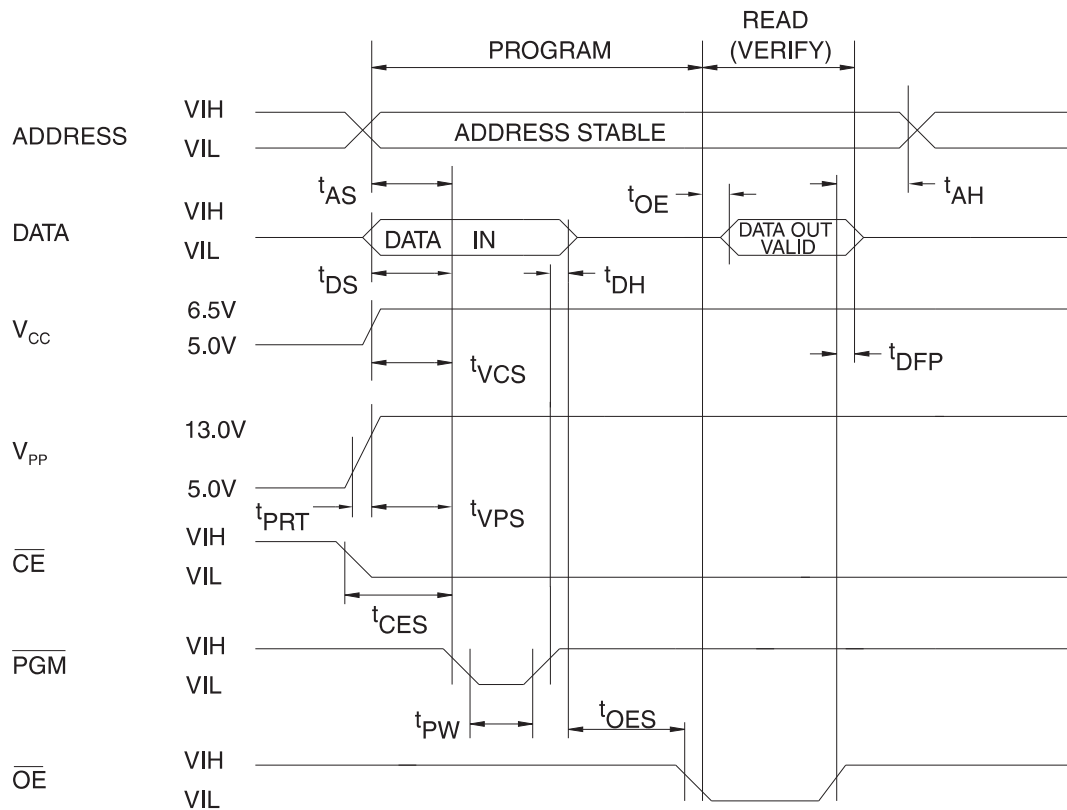 READ
PROGRAM (VERIFY)
ADDRESS VIH
VIL ADDRESS STABLE
tAS tOE tAH
DATA VIH
VIL DATA IN DATA OUT VALID
tDS tDH
VCC 6.5V
5.0V
tVCS tDFP
VPP 13.0V
5.0V
tPRT tVPS
CE VIH
VIL
tCES
PGM VIH
VIL
tPW tOES
OE VIH
VIL